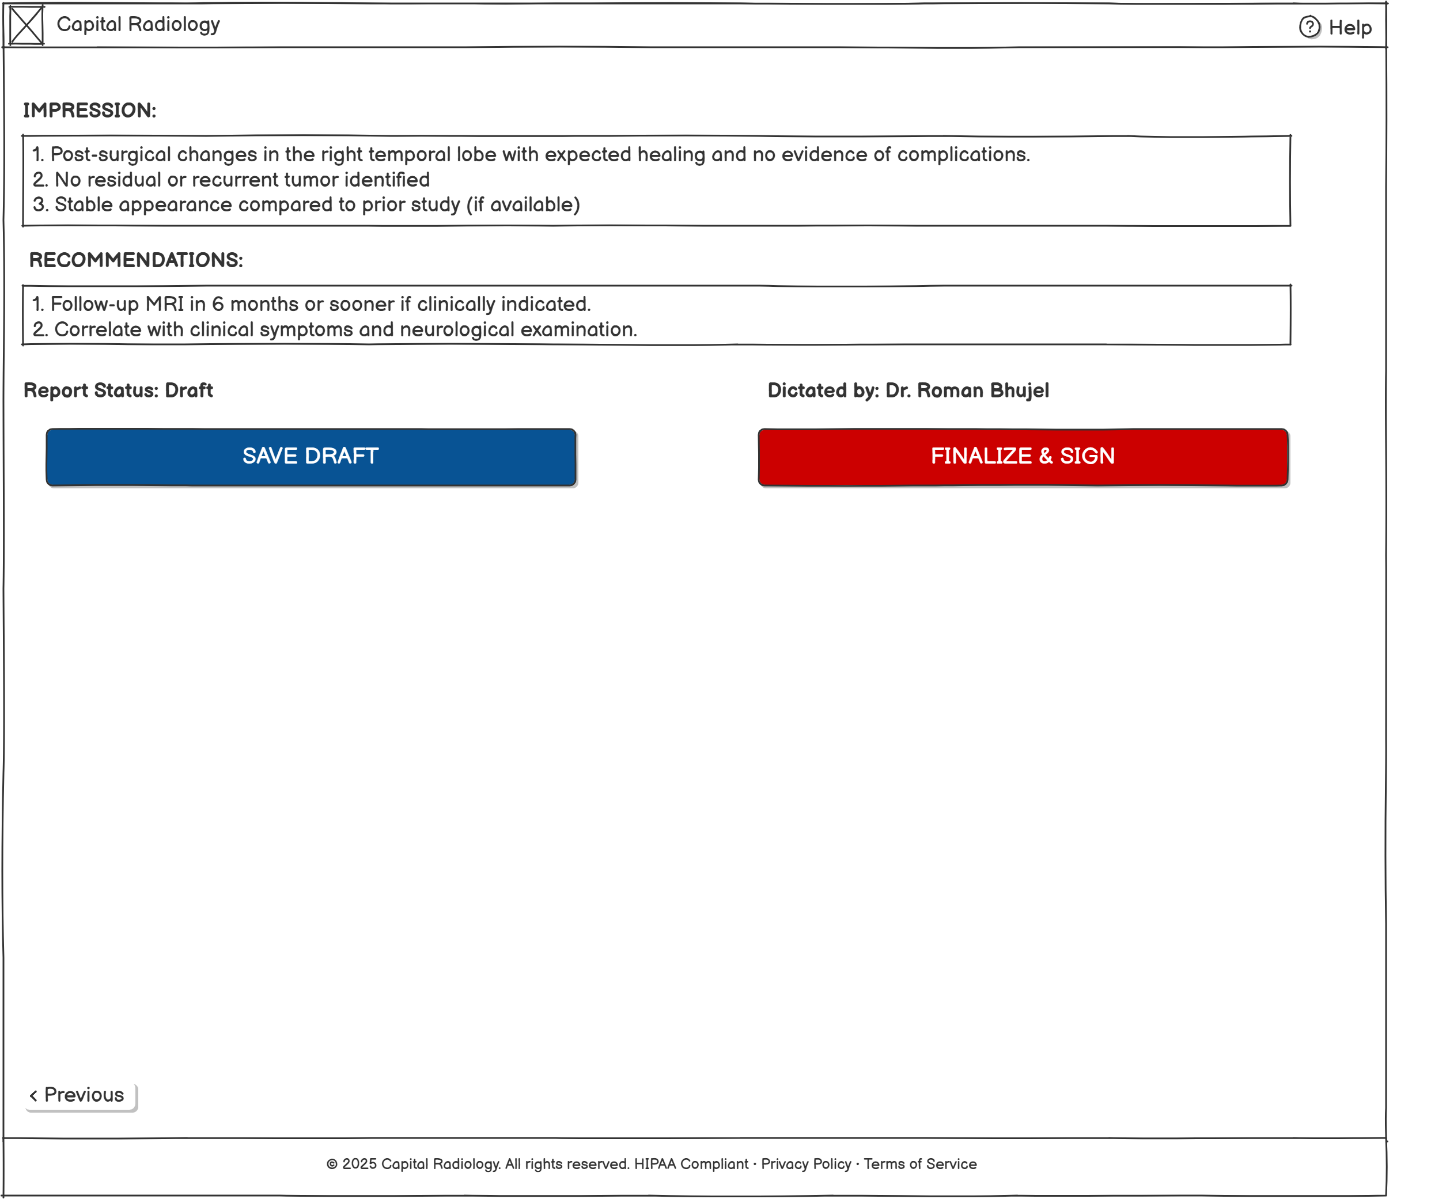 Capital Radiology
Help
IMPRESSION:
1. Post-surgical changes in the right temporal lobe with expected healing and no evidence of complications.
2. No residual or recurrent tumor identified
3. Stable appearance compared to prior study (if available)
RECOMMENDATIONS:
1. Follow-up MRI in 6 months or sooner if clinically indicated.
2. Correlate with clinical symptoms and neurological examination.
Report Status: Draft
Dictated by: Dr. Roman Bhujel
SAVE DRAFT
FINALIZE & SIGN
‹ Previous
© 2025 Capital Radiology. All rights reserved. HIPAA Compliant · Privacy Policy · Terms of Service